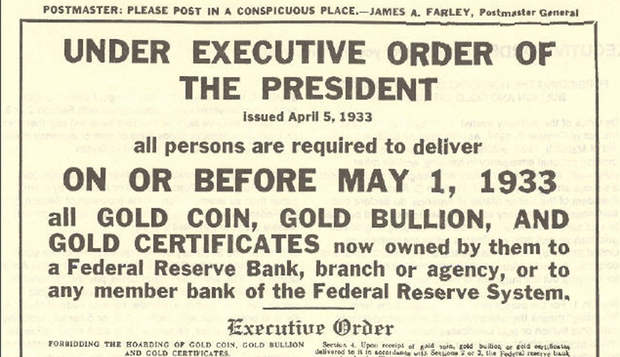 POSTMASTER: PLEASE POST IN A CONSPICUOUS PLACE.—JAMES A. FARLEY, Postmaster General
UNDER EXECUTIVE ORDER OF
THE PRESIDENT
issued April 5, 1933
all persons are required to deliver
ON OR BEFORE MAY 1, 1933
all GOLD COIN, GOLD BULLION, AND
GOLD CERTIFICATES now owned by them to
a Federal Reserve Bank, branch or agency, or to
any member bank of the Federal Reserve System.
Executive Order
FORBIDDING THE HOARDING OF GOLD COIN, GOLD BULLION
AND GOLD CERTIFICATES.
Section 4. Upon receipt of gold coin, gold bullion or gold certificates
delivered to it in accordance with Sections 2 or 3, the Federal reserve bank